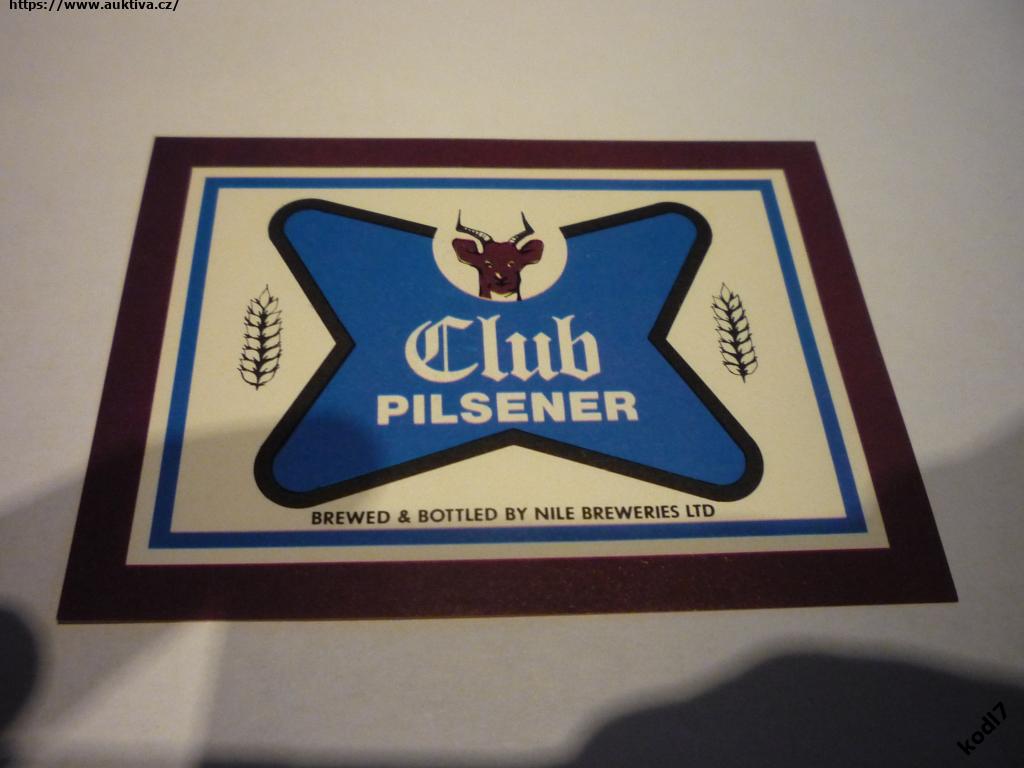 https://www.auktiva.cz/
Club
PILSENER
BREWED & BOTTLED BY NILE BREWERIES LTD
kodl7